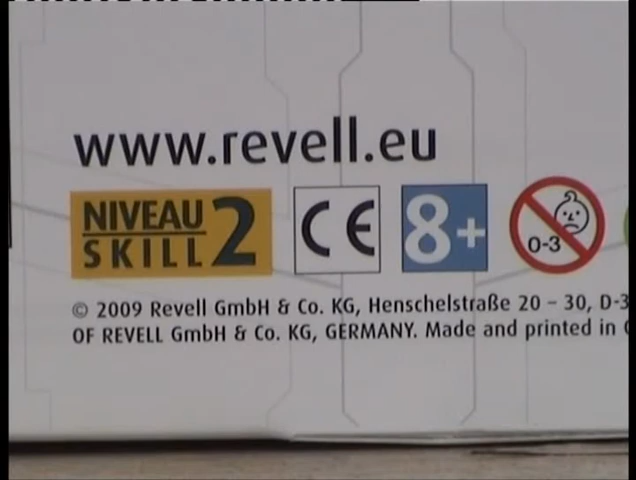 www.revell.eu
NIVEAU
SKILL 2
CE
8+
0-3
© 2009 Revell GmbH & Co. KG, Henschelstraße 20 – 30, D-3
OF REVELL GmbH & Co. KG, GERMANY. Made and printed in